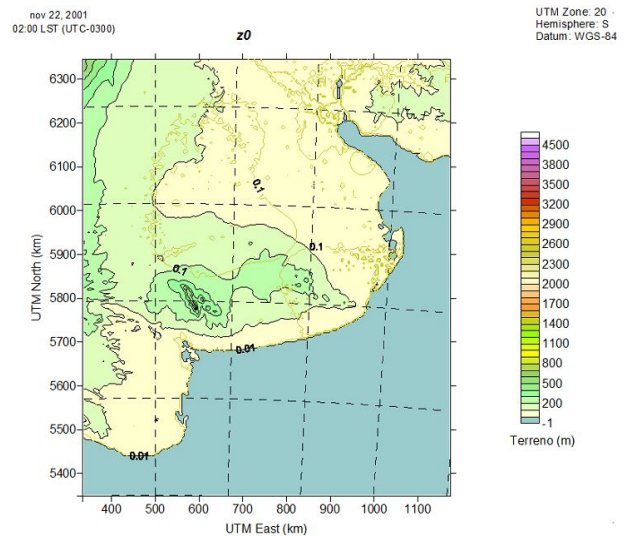 nov 22, 2001
02:00 LST (UTC-0300)
z0
UTM Zone: 20
Hemisphere: S
Datum: WGS-84
6300
6200
6100
6000
5900
5800
5700
5600
5500
5400
UTM North (km)
0.1
0.1
0.1
0.01
0.01
400 500 600 700 800 900 1000 1100
UTM East (km)
4500
3800
3200
2900
2600
2300
2000
1700
1400
1100
800
500
200
-1
Terreno (m)